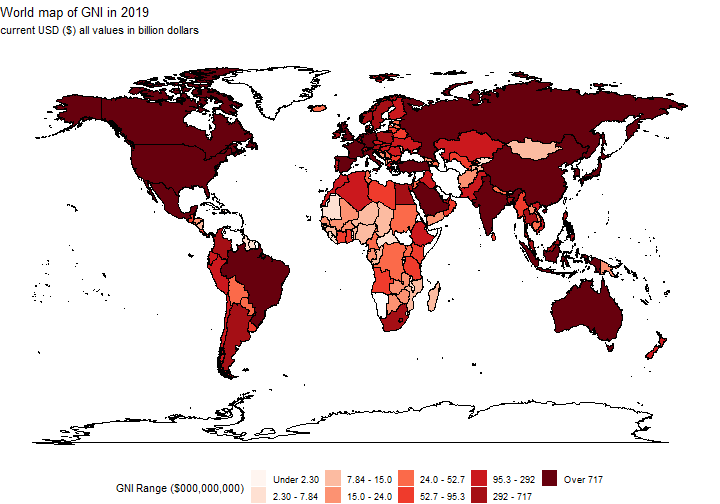 World map of GNI in 2019
current USD ($) all values in billion dollars
GNI Range ($000,000,000)
Under 2.30
7.84 - 15.0
24.0 - 52.7
95.3 - 292
Over 717
2.30 - 7.84
15.0 - 24.0
52.7 - 95.3
292 - 717